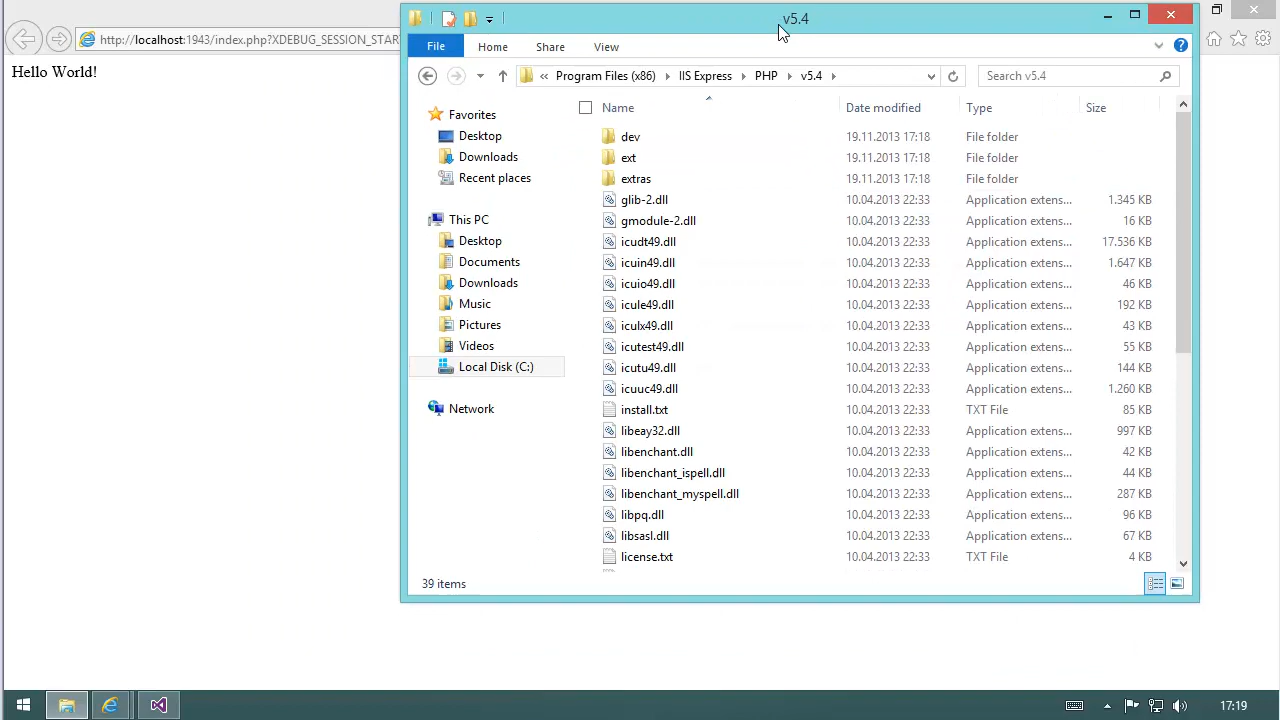 v5.4
http://localhost:1943/index.php?XDEBUG_SESSION_STAR
Hello World!
File Home Share View
« Program Files (x86) IIS Express PHP v5.4
Search v5.4
Name Date modified Type Size
Favorites
Desktop
Downloads
Recent places
This PC
Desktop
Documents
Downloads
Music
Pictures
Videos
Local Disk (C:)
Network
dev 19.11.2013 17:18 File folder
ext 19.11.2013 17:18 File folder
extras 19.11.2013 17:18 File folder
glib-2.dll 10.04.2013 22:33 Application extens... 1.345 KB
gmodule-2.dll 10.04.2013 22:33 Application extens... 16 KB
icudt49.dll 10.04.2013 22:33 Application extens... 17.536 KB
icuin49.dll 10.04.2013 22:33 Application extens... 1.647 KB
icuio49.dll 10.04.2013 22:33 Application extens... 46 KB
icule49.dll 10.04.2013 22:33 Application extens... 192 KB
iculx49.dll 10.04.2013 22:33 Application extens... 43 KB
icutest49.dll 10.04.2013 22:33 Application extens... 55 KB
icutu49.dll 10.04.2013 22:33 Application extens... 144 KB
icuuc49.dll 10.04.2013 22:33 Application extens... 1.260 KB
install.txt 10.04.2013 22:33 TXT File 85 KB
libeay32.dll 10.04.2013 22:33 Application extens... 997 KB
libenchant.dll 10.04.2013 22:33 Application extens... 42 KB
libenchant_ispell.dll 10.04.2013 22:33 Application extens... 44 KB
libenchant_myspell.dll 10.04.2013 22:33 Application extens... 287 KB
libpq.dll 10.04.2013 22:33 Application extens... 96 KB
libsasl.dll 10.04.2013 22:33 Application extens... 67 KB
license.txt 10.04.2013 22:33 TXT File 4 KB
39 items
17:19